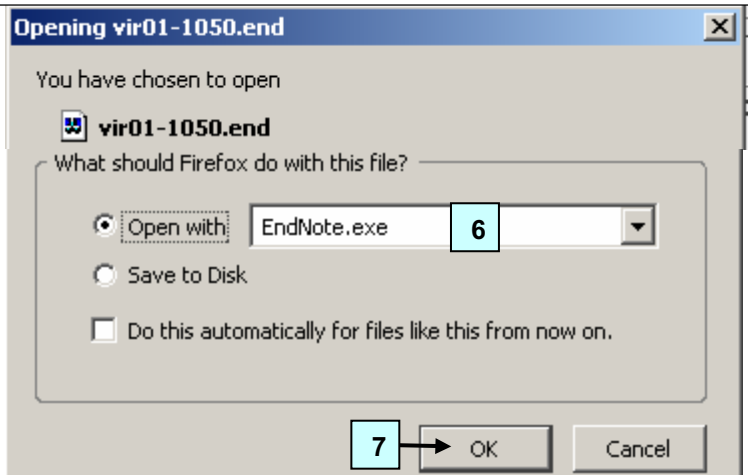 Opening vir01-1050.end
You have chosen to open
vir01-1050.end
What should Firefox do with this file?
Open with EndNote.exe 6
Save to Disk
Do this automatically for files like this from now on.
7 OK Cancel